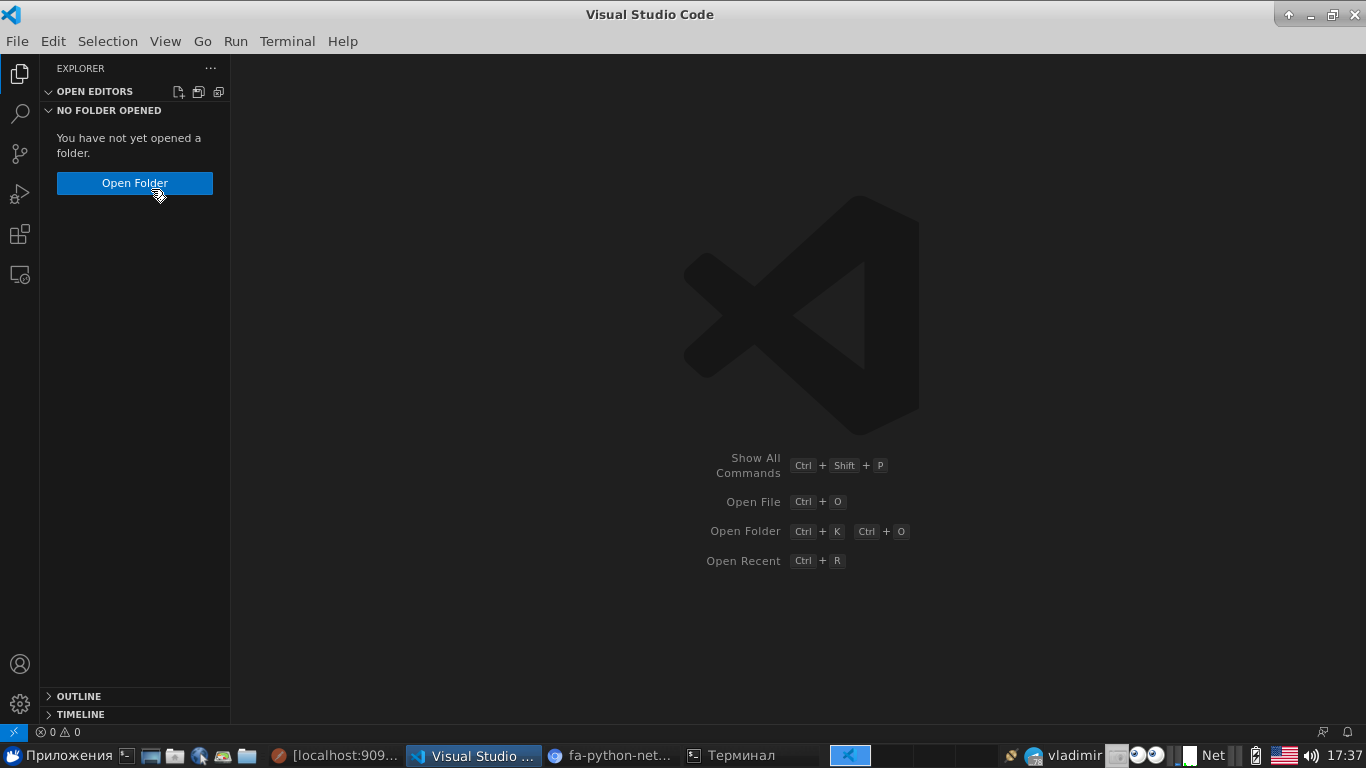 Visual Studio Code
File Edit Selection View Go Run Terminal Help
EXPLORER
OPEN EDITORS
NO FOLDER OPENED
You have not yet opened a
folder.
Open Folder
Show All
Commands
Ctrl + Shift + P
Open File Ctrl + O
Open Folder Ctrl + K Ctrl + O
Open Recent Ctrl + R
OUTLINE
TIMELINE
0 0
Приложения [localhost:909... Visual Studio ... fa-python-net... Терминал 78 vladimir Net 17:37